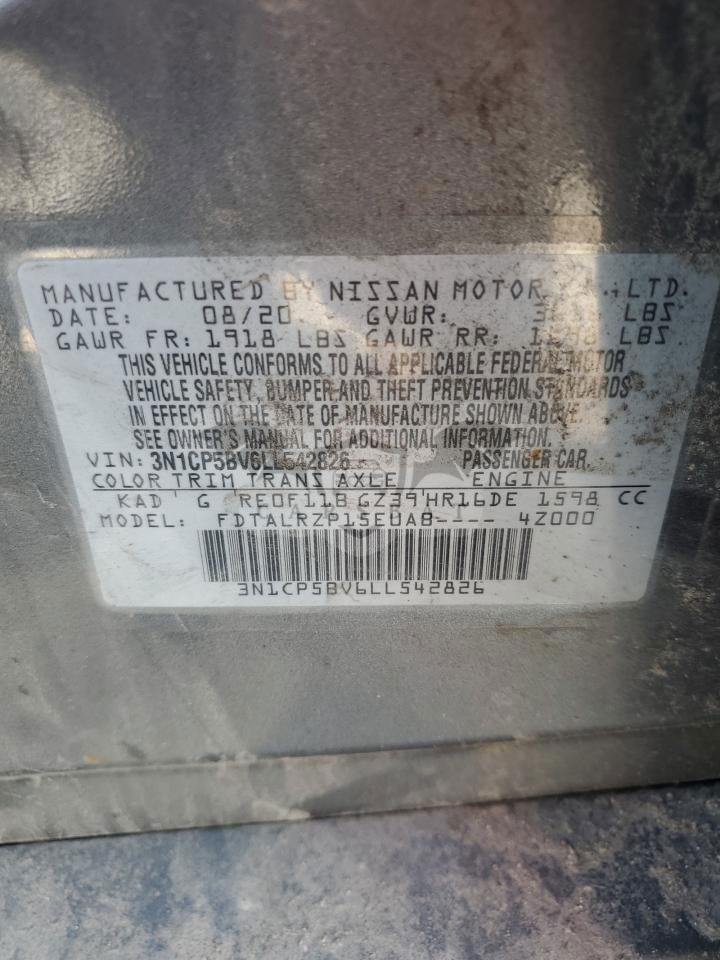 MANUFACTURED BY NISSAN MOTOR LTD.
DATE: 08/20 GVWR: LBS
GAWR FR: 1918 LBS GAWR RR: LBS
THIS VEHICLE CONFORMS TO ALL APPLICABLE FEDERAL MOTOR
VEHICLE SAFETY, BUMPER AND THEFT PREVENTION STANDARDS
IN EFFECT ON THE DATE OF MANUFACTURE SHOWN ABOVE.
SEE OWNER'S MANUAL FOR ADDITIONAL INFORMATION.
VIN: 3N1CP5BV6LL542826 PASSENGER CAR
COLOR TRIM TRANS AXLE ENGINE
KAD G RE0F11B GZ39 HR16DE 1598 CC
MODEL: FDTALRZP15EUAB---- 4Z000
3N1CP5BV6LL542826